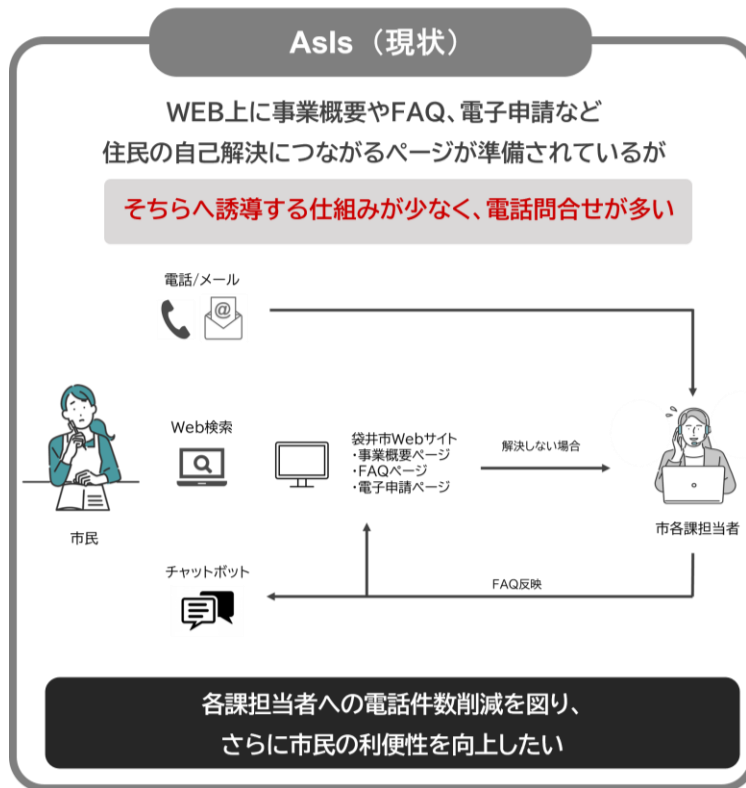 AsIs（現状）
WEB上に事業概要やFAQ、電子申請など
住民の自己解決につながるページが準備されているが
そちらへ誘導する仕組みが少なく、電話問合せが多い
電話/メール
@
Web検索
袋井市Webサイト
・事業概要ページ
・FAQページ
・電子申請ページ
解決しない場合
市民
市各課担当者
チャットボット
FAQ反映
各課担当者への電話件数削減を図り、
さらに市民の利便性を向上したい